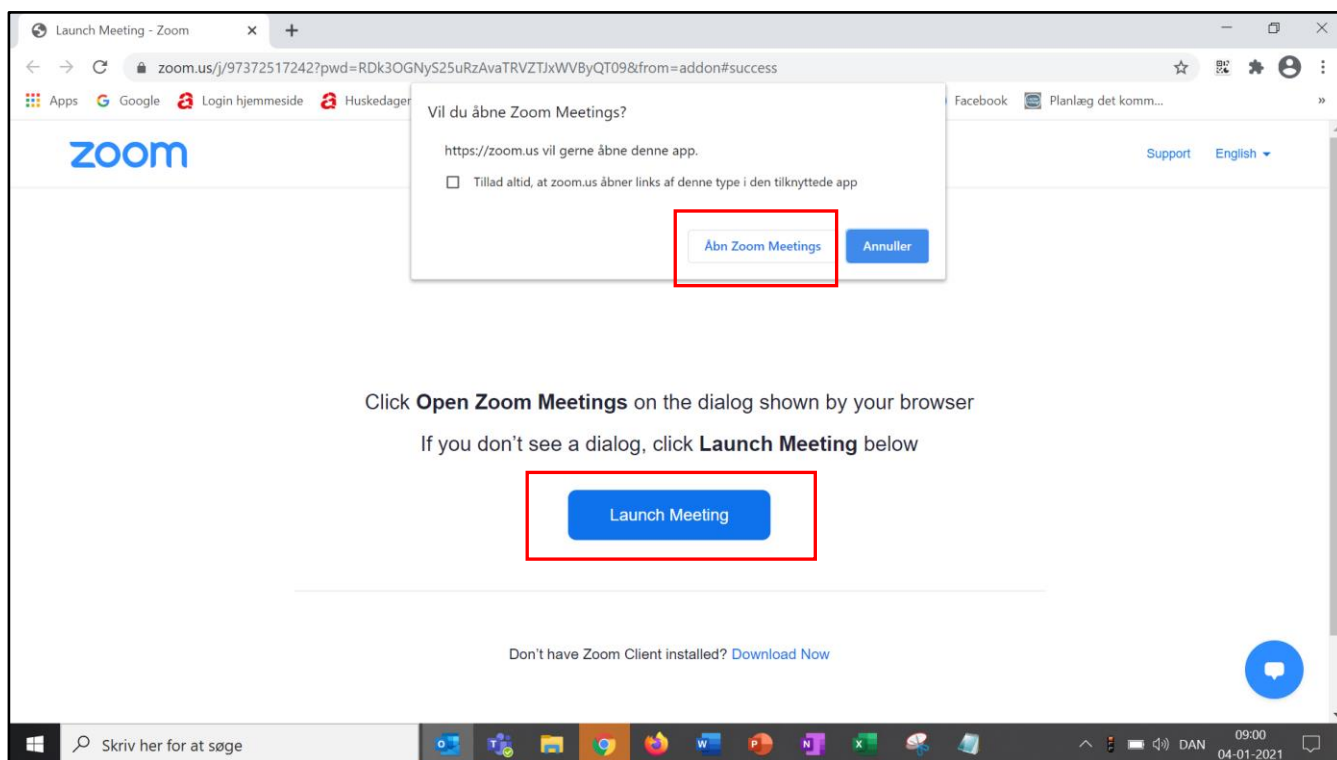 Launch Meeting - Zoom
zoom.us/j/97372517242?pwd=RDk3OGNyS25uRzAvaTRVZTJxWVByQT09&from=addon#success
Apps Google Login hjemmeside Huskedager Facebook Planlæg det komm... »
Vil du åbne Zoom Meetings?
https://zoom.us vil gerne åbne denne app.
Tillad altid, at zoom.us åbner links af denne type i den tilknyttede app
Åbn Zoom Meetings Annuller
zoom Support English
Click Open Zoom Meetings on the dialog shown by your browser
If you don't see a dialog, click Launch Meeting below
Launch Meeting
Don't have Zoom Client installed? Download Now
Skriv her for at søge
DAN
09:00
04-01-2021